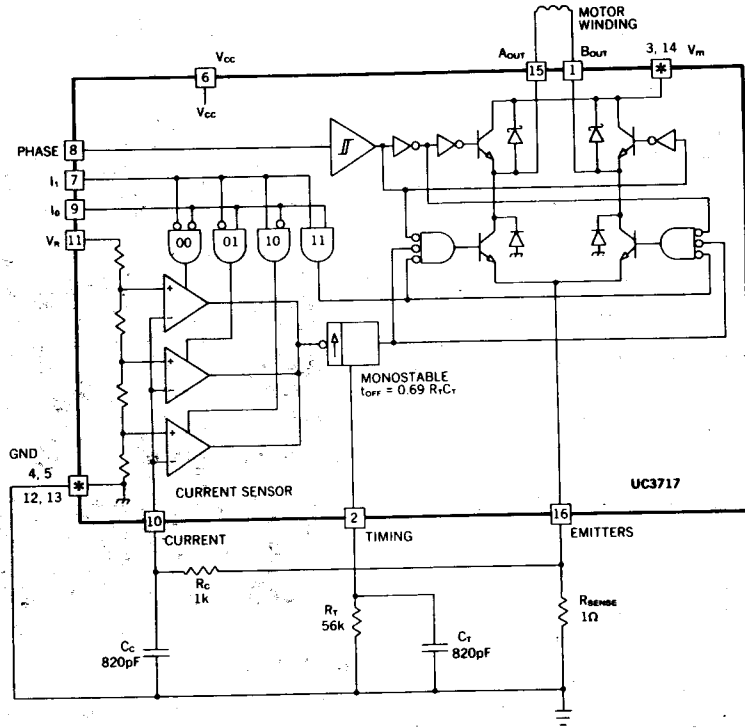 MOTOR
WINDING
Vcc
AOUT
BOUT
3, 14 Vm
6
15
1
*
Vcc
PHASE 8
I1 7
I0 9
VR 11
00
01
10
11
+
-
+
-
+
-
MONOSTABLE
tOFF = 0.69 RTCT
GND
4, 5
*
12, 13
CURRENT SENSOR
UC3717
10
2
16
CURRENT
TIMING
EMITTERS
RC
1k
RT
56k
RSENSE
1Ω
CC
820pF
CT
820pF